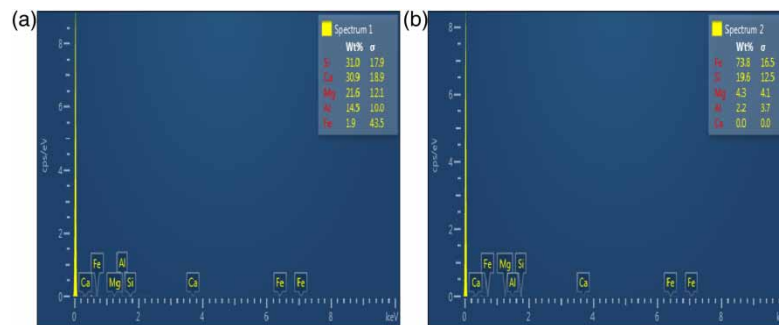 (a)
Spectrum 1
Wt% σ
Si 31.0 17.9
Ca 30.9 18.9
Mg 21.6 12.1
Al 14.5 10.0
Fe 1.9 43.5
cps/eV
8
6
4
2
0
Ca Fe Mg Al Si Ca Fe Fe
0 2 4 6 8 keV
(b)
Spectrum 2
Wt% σ
Fe 73.8 16.5
Si 19.6 12.5
Mg 4.3 4.1
Al 2.2 3.7
Ca 0.0 0.0
cps/eV
8
6
4
2
0
Ca Fe Mg Al Si Ca Fe Fe
0 2 4 6 8 keV